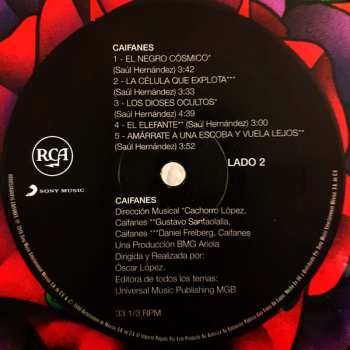 CAIFANES
1 - EL NEGRO CÓSMICO*
(Saúl Hernández) 3:42
2 - LA CÉLULA QUE EXPLOTA***
(Saúl Hernández) 3:33
3 - LOS DIOSES OCULTOS*
(Saúl Hernández) 4:39
4 - EL ELEFANTE** (Saúl Hernández) 3:00
5 - AMÁRRATE A UNA ESCOBA Y VUELA LEJOS**
(Saúl Hernández) 3:52
RCA
SONY MUSIC
LADO 2
CAIFANES
Dirección Musical *Cachorro López,
Caifanes **Gustavo Santaolalla,
Caifanes ***Daniel Freiberg, Caifanes
Una Producción BMG Ariola
Dirigida y Realizada por:
Óscar López.
Editora de todos los temas:
Universal Music Publishing MGB
33 1/3 RPM